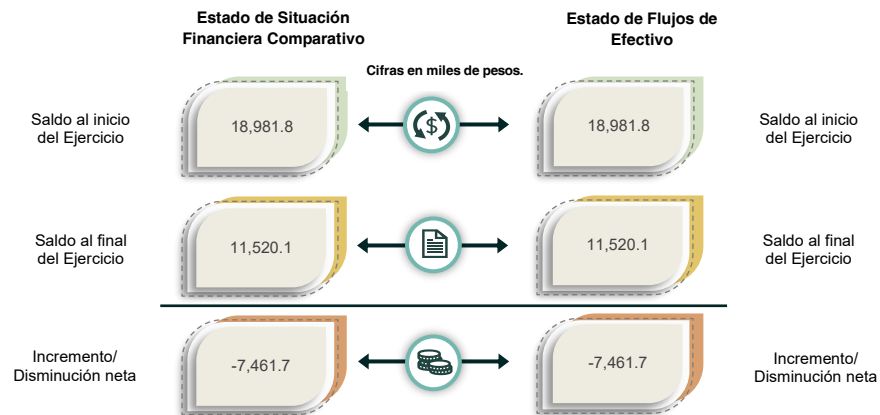 Estado de Situación
Financiera Comparativo
Estado de Flujos de
Efectivo
Cifras en miles de pesos.
Saldo al inicio
del Ejercicio
18,981.8
$
18,981.8
Saldo al inicio
del Ejercicio
Saldo al final
del Ejercicio
11,520.1
11,520.1
Saldo al final
del Ejercicio
Incremento/
Disminución neta
-7,461.7
-7,461.7
Incremento/
Disminución neta